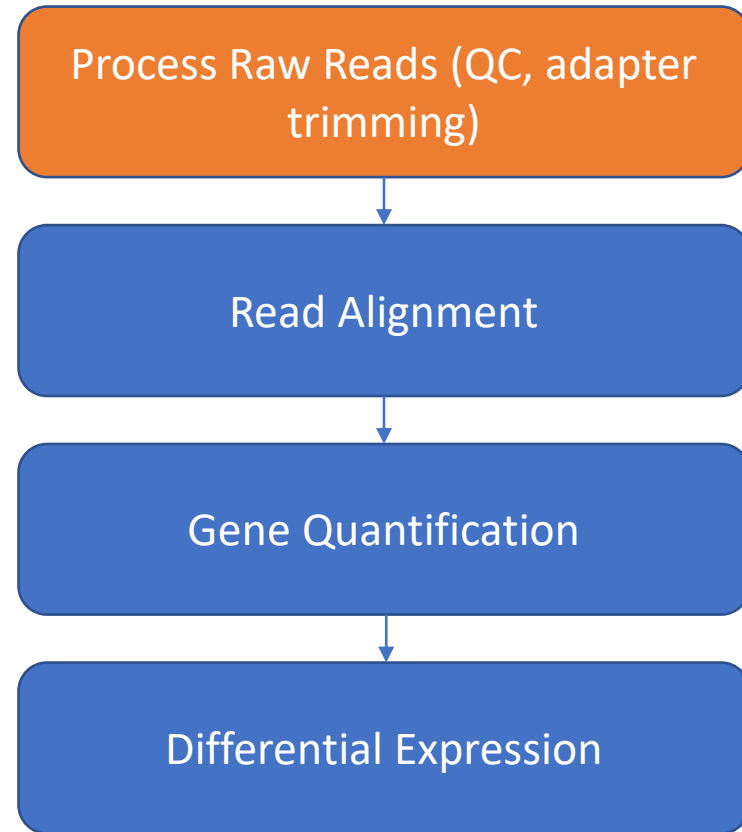 Process Raw Reads (QC, adapter
trimming)
Read Alignment
Gene Quantification
Differential Expression